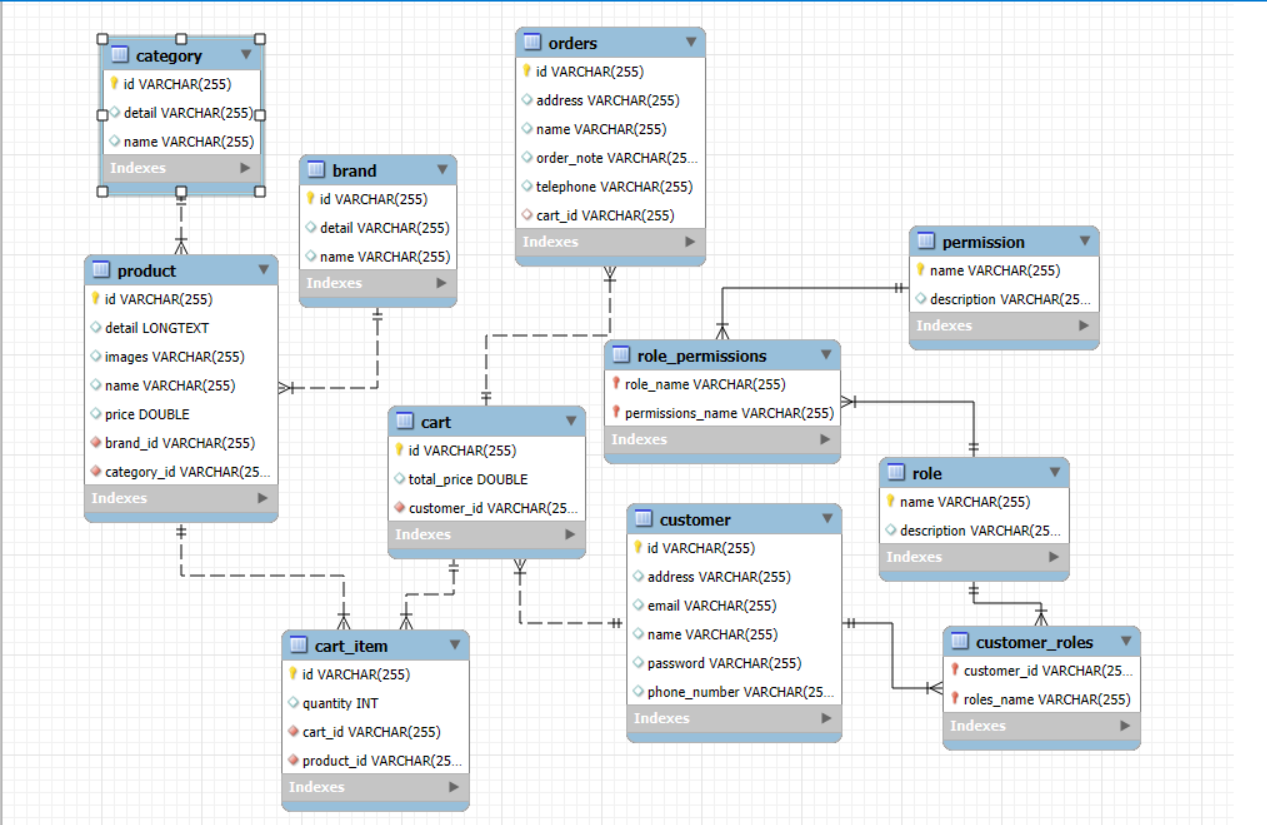 category
id VARCHAR(255)
detail VARCHAR(255)
name VARCHAR(255)
Indexes
brand
id VARCHAR(255)
detail VARCHAR(255)
name VARCHAR(255)
Indexes
orders
id VARCHAR(255)
address VARCHAR(255)
name VARCHAR(255)
order_note VARCHAR(25...
telephone VARCHAR(255)
cart_id VARCHAR(255)
Indexes
permission
name VARCHAR(255)
description VARCHAR(25...
Indexes
product
id VARCHAR(255)
detail LONGTEXT
images VARCHAR(255)
name VARCHAR(255)
price DOUBLE
brand_id VARCHAR(255)
category_id VARCHAR(25...
Indexes
role_permissions
role_name VARCHAR(255)
permissions_name VARCHAR(255)
Indexes
cart
id VARCHAR(255)
total_price DOUBLE
customer_id VARCHAR(25...
Indexes
role
name VARCHAR(255)
description VARCHAR(25...
Indexes
customer
id VARCHAR(255)
address VARCHAR(255)
email VARCHAR(255)
name VARCHAR(255)
password VARCHAR(255)
phone_number VARCHAR(25...
Indexes
cart_item
id VARCHAR(255)
quantity INT
cart_id VARCHAR(255)
product_id VARCHAR(25...
Indexes
customer_roles
customer_id VARCHAR(25...
roles_name VARCHAR(255)
Indexes